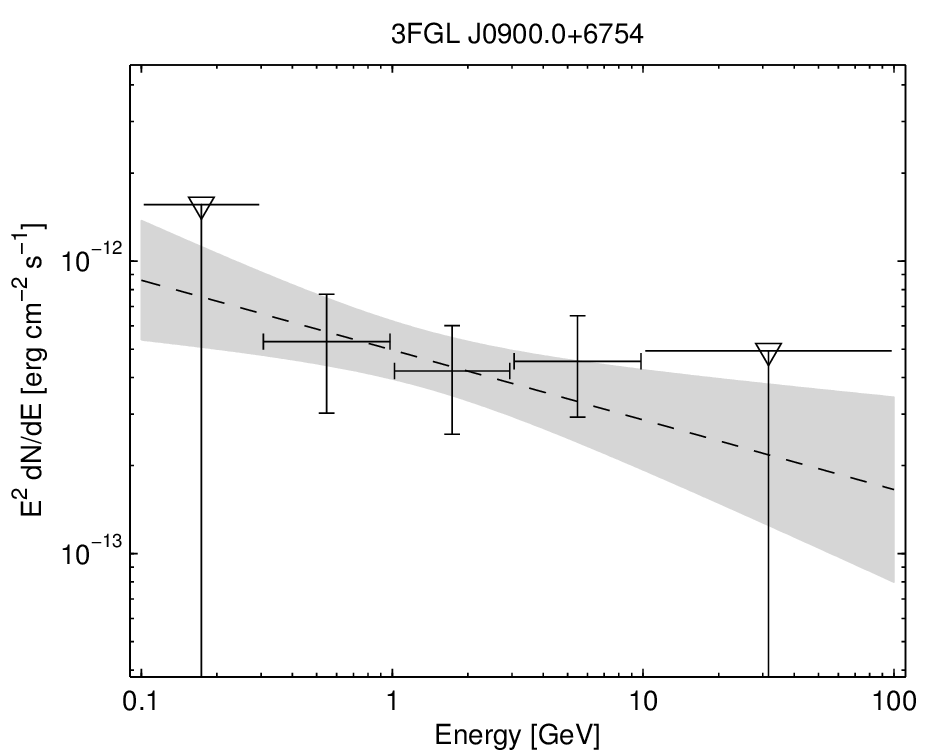 3FGL J0900.0+6754
E² dN/dE [erg cm⁻² s⁻¹]
10⁻¹²
10⁻¹³
0.1 1 10 100
Energy [GeV]